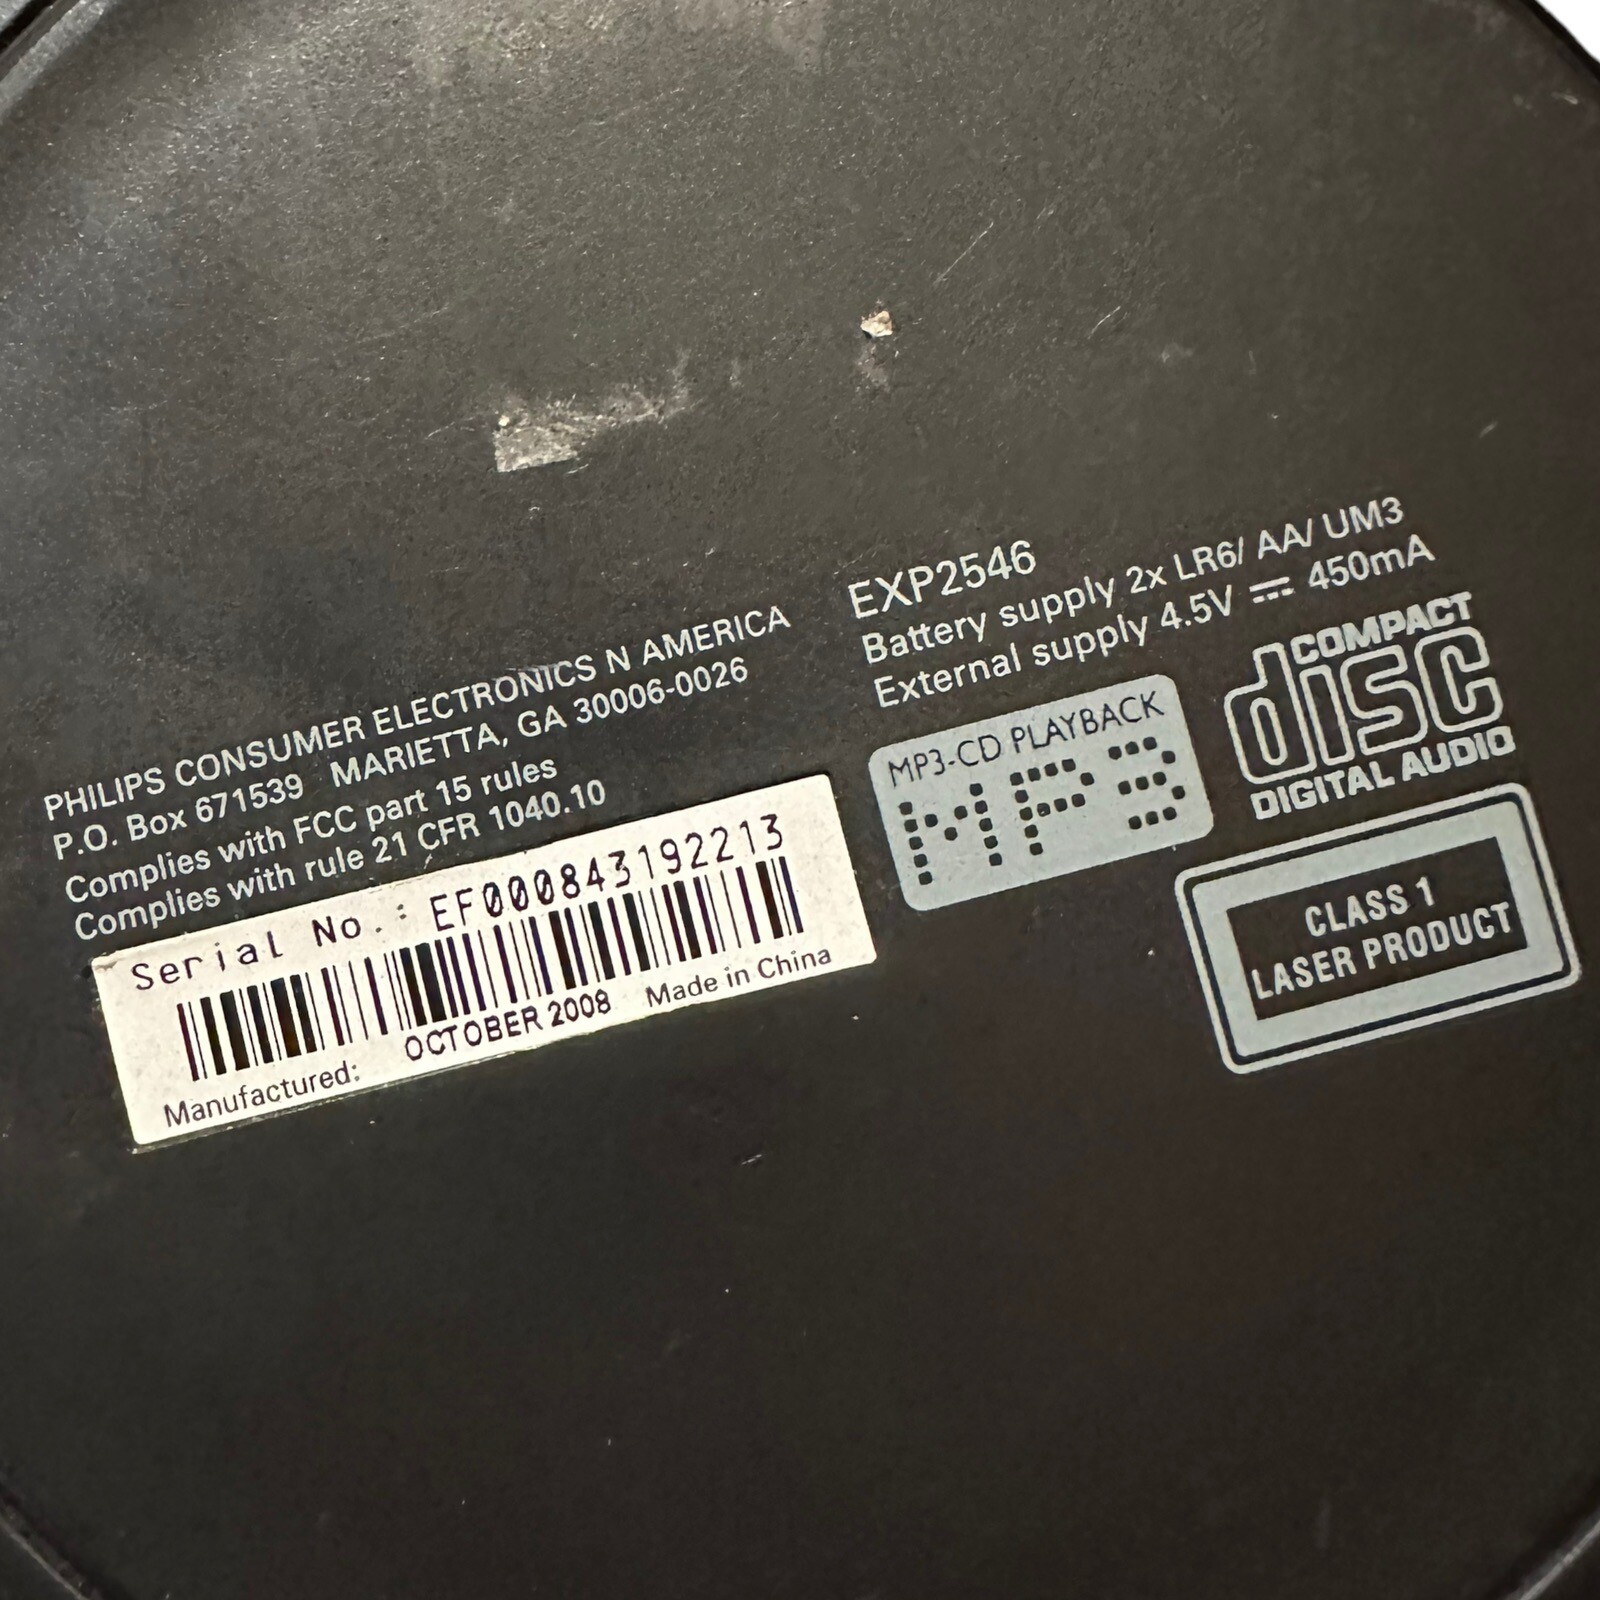 PHILIPS CONSUMER ELECTRONICS N AMERICA
P.O. Box 671539 MARIETTA, GA 30006-0026
Complies with FCC part 15 rules
Complies with rule 21 CFR 1040.10
Serial No.: EF000843192213
Manufactured: OCTOBER 2008 Made in China
EXP2546
Battery supply 2x LR6/ AA/ UM3
External supply 4.5V ⎓ 450mA
MP3-CD PLAYBACK
MP3
COMPACT
disc
DIGITAL AUDIO
CLASS 1
LASER PRODUCT